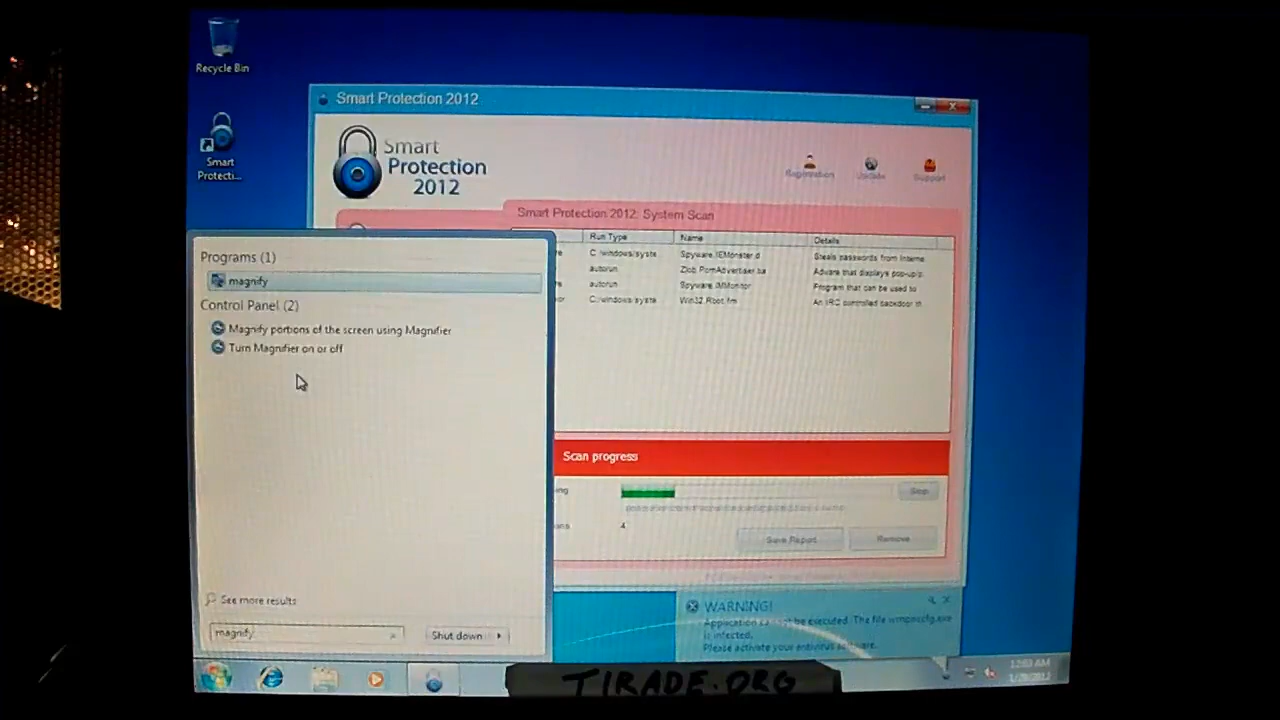 Recycle Bin
Smart
Protecti...
Smart Protection 2012
Smart
Protection
2012
Registration
Update
Support
Smart Protection 2012: System Scan
Run Type Name Details
C:\windows\syste Spyware.IEMonster.d Steals passwords from Interne
autorun Zlob.PornAdvertiser.ba Adware that displays pop-up/s
autorun Spyware.IMMonitor Program that can be used to
C:\windows\syste Win32.Rbot.fm An IRC controlled backdoor th
Scan progress
Stop
4
Save Report
Remove
Programs (1)
magnify
Control Panel (2)
Magnify portions of the screen using Magnifier
Turn Magnifier on or off
See more results
magnify
Shut down
WARNING!
Application cannot be executed. The file
is infected.
Please activate your antivirus software.
TIRADE.ORG
AM